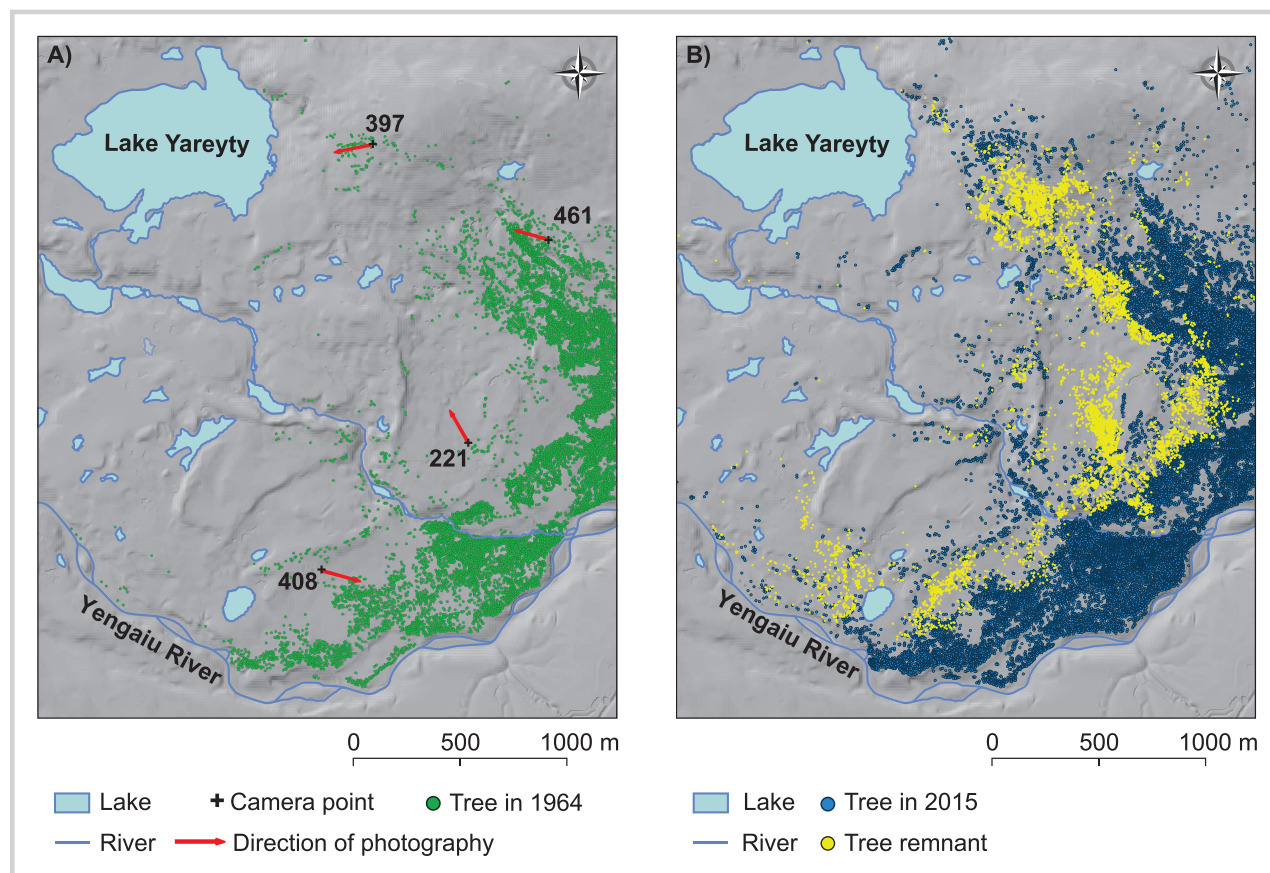 A)
Lake Yareyty
397
461
221
408
Yengaiu River
0 500 1000 m
Lake
Camera point
Tree in 1964
River
Direction of photography
B)
Lake Yareyty
Yengaiu River
0 500 1000 m
Lake
Tree in 2015
River
Tree remnant